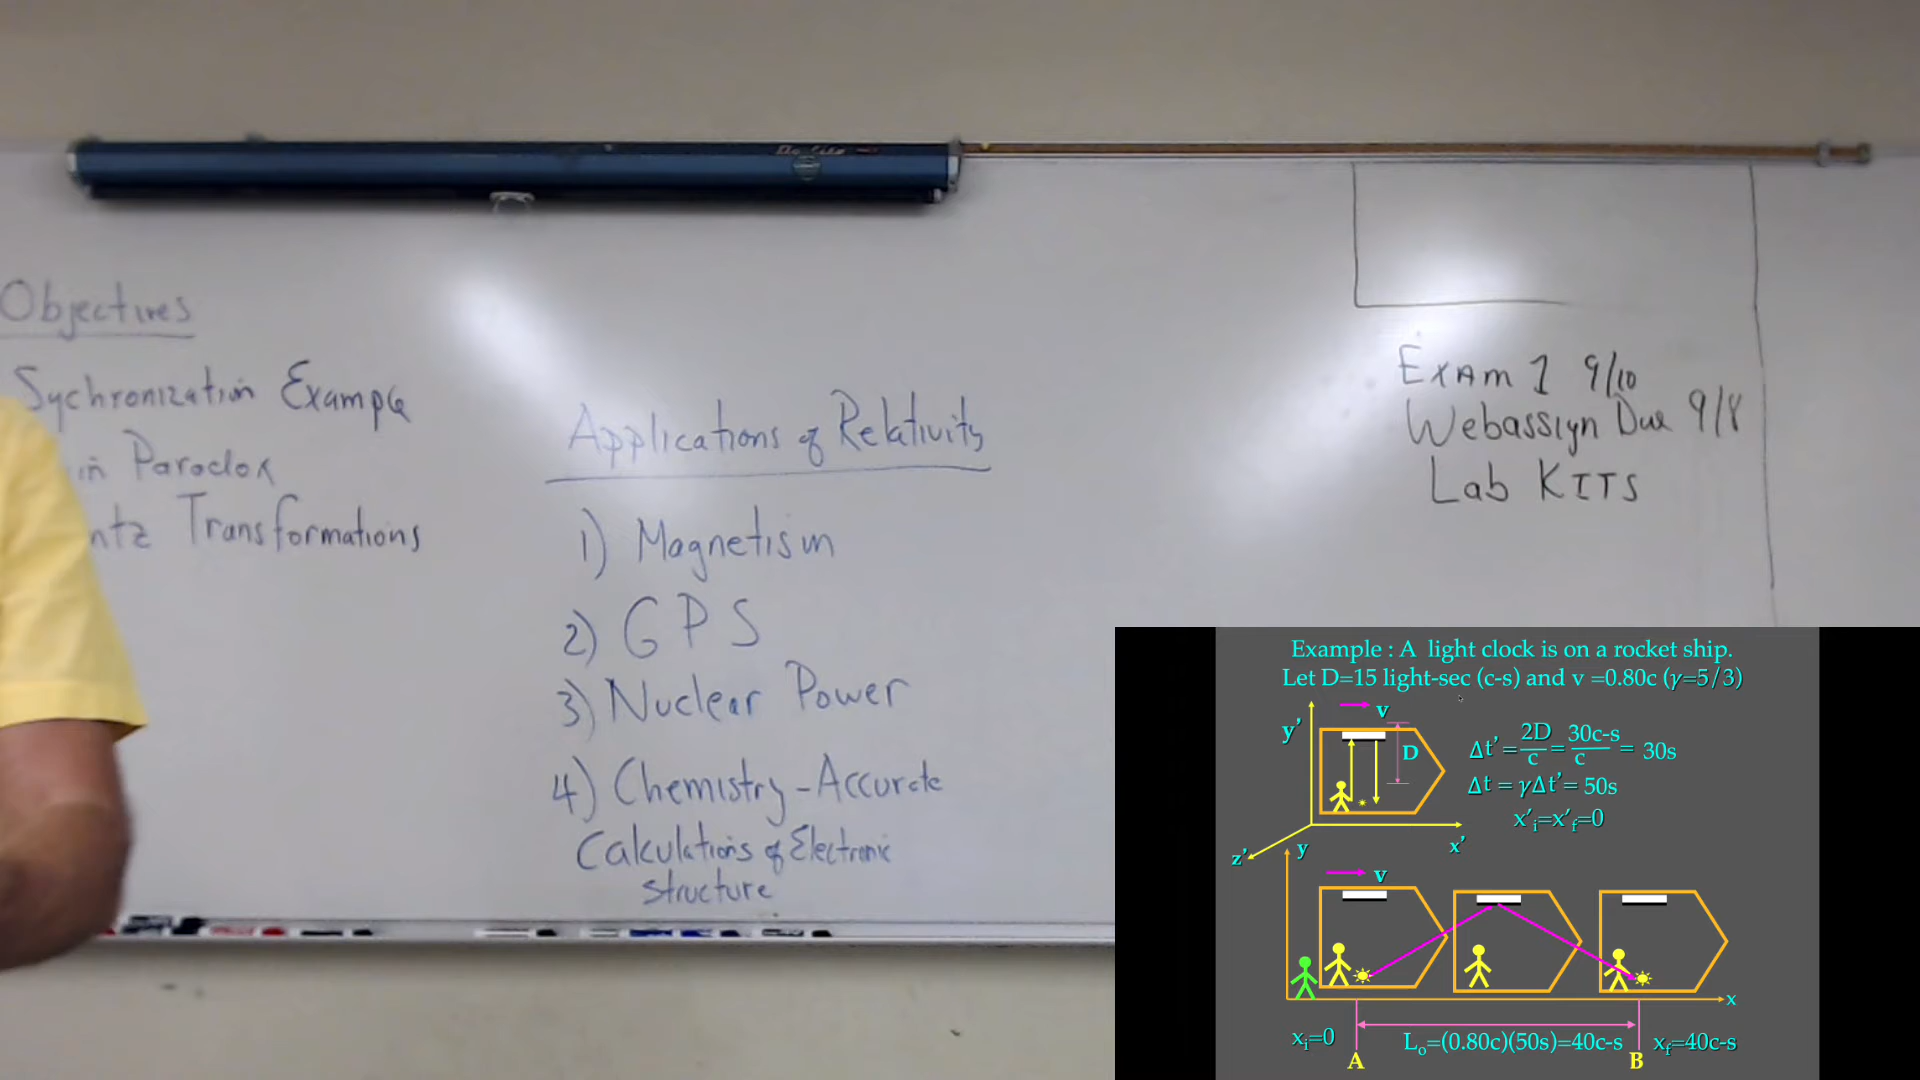 Objectives
Sychronization Example
in Paradox
ntz Transformations
Applications of Relativity
1) Magnetism
2) GPS
3) Nuclear Power
4) Chemistry-Accurate
Calculations of Electronic
structure
Exam 1 9/10
Webassign Due 9/8
Lab KITS
Example : A light clock is on a rocket ship.
Let D=15 light-sec (c-s) and v =0.80c (γ=5/3)
v
y'
D
Δt' = 2D/c = 30c-s/c = 30s
Δt = γΔt' = 50s
x'i=x'f=0
x'
z'
y
v
x
xi=0
Lo=(0.80c)(50s)=40c-s
xf=40c-s
A
B